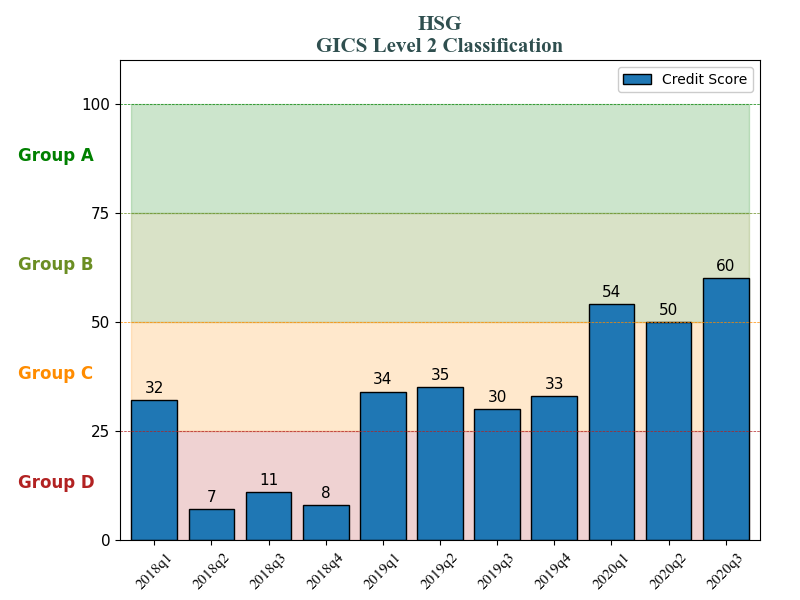 HSG
GICS Level 2 Classification
Credit Score
100
Group A
75
Group B
60
54
50
50
Group C
32
34
35
30
33
25
11
7
8
Group D
0
2018q1
2018q2
2018q3
2018q4
2019q1
2019q2
2019q3
2019q4
2020q1
2020q2
2020q3